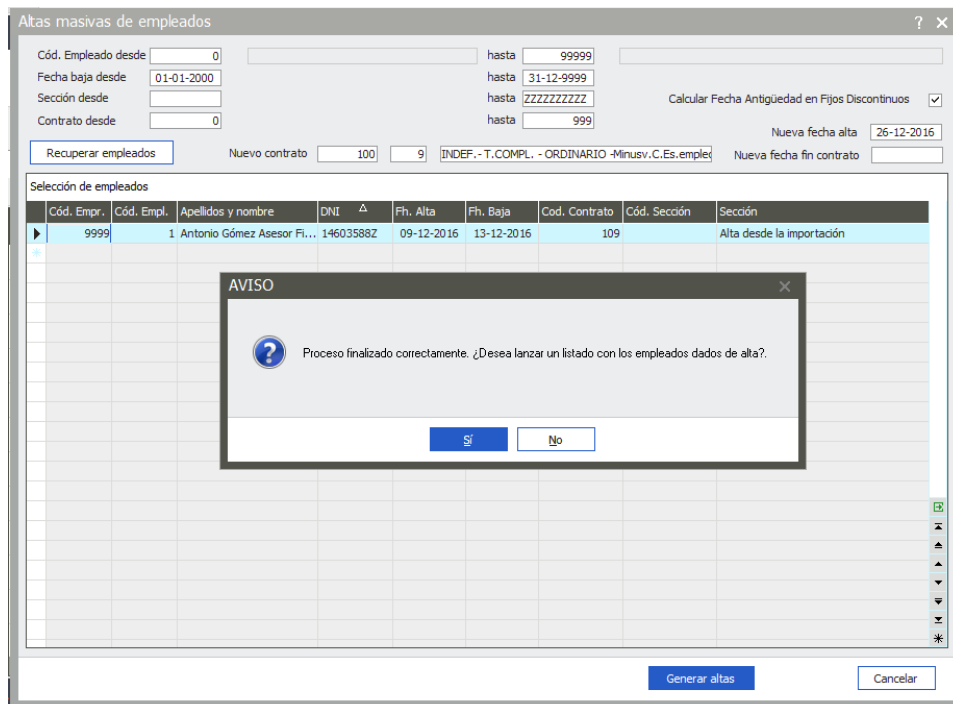 Altas masivas de empleados ? ×
Cód. Empleado desde 0 hasta 99999
Fecha baja desde 01-01-2000 hasta 31-12-9999
Sección desde hasta ZZZZZZZZZZ Calcular Fecha Antigüedad en Fijos Discontinuos
Contrato desde 0 hasta 999
Nueva fecha alta 26-12-2016
Recuperar empleados Nuevo contrato 100 9 INDEF.- T.COMPL. - ORDINARIO -Minusv.C.Es.emplec Nueva fecha fin contrato
Selección de empleados
Cód. Empr. Cód. Empl. Apellidos y nombre DNI Fh. Alta Fh. Baja Cod. Contrato Cód. Sección Sección
9999 1 Antonio Gómez Asesor Fi... 14603588Z 09-12-2016 13-12-2016 109 Alta desde la importación
AVISO
Proceso finalizado correctamente. ¿Desea lanzar un listado con los empleados dados de alta?.
Sí No
Generar altas Cancelar